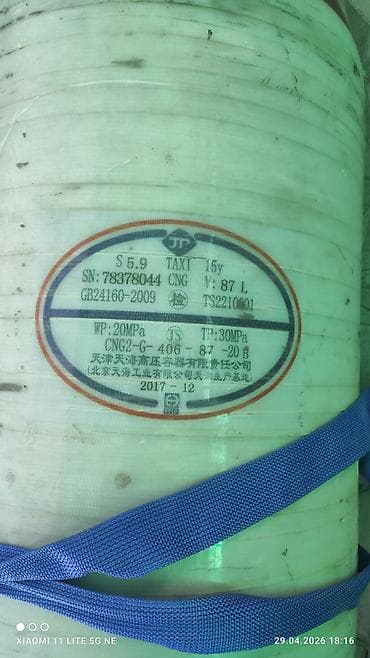 JP
S 5.9 TAXI 15y
SN: 78378044 CNG V: 87 L
GB24160-2009 检 TS2210001
WP:20MPa TS TP:30MPa
CNG2-G- 406 - 87 -20B
天津天海高压容器有限责任公司
(北京天海工业有限公司天津生产基地)
2017 - 12
XIAOMI 11 LITE 5G NE
29.04.2026 18:16